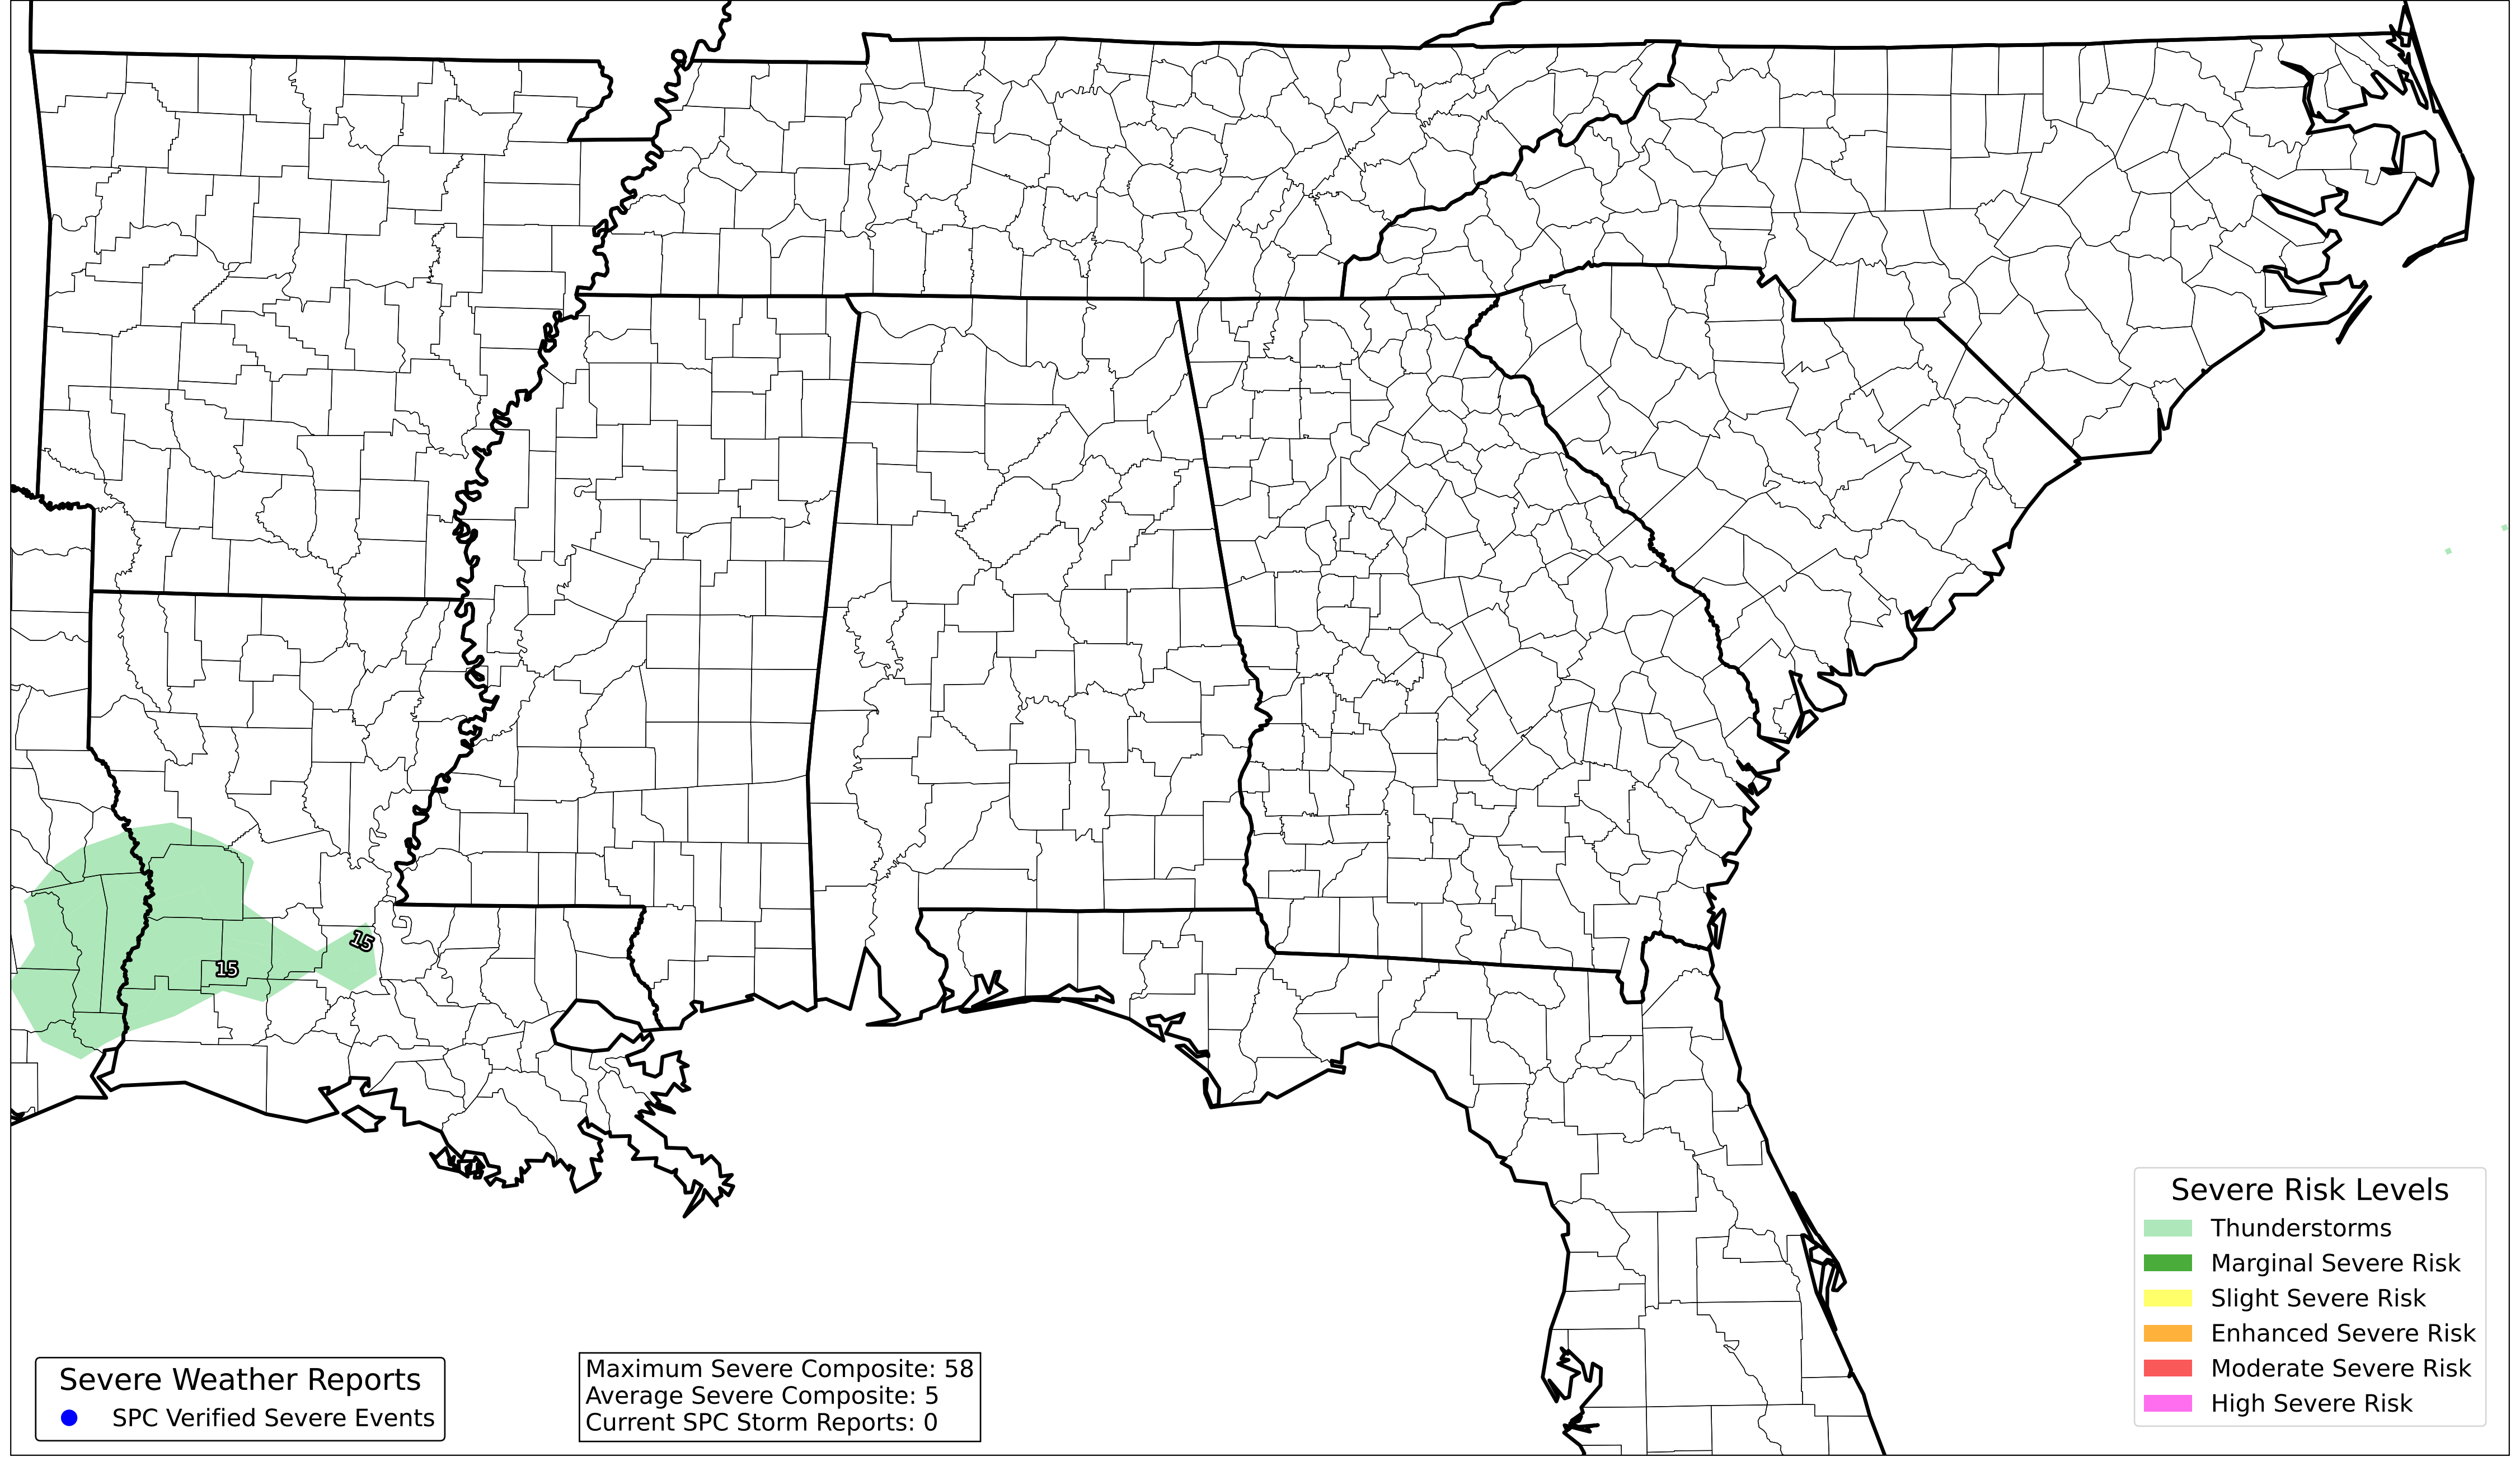 15
15
Severe Risk Levels
Thunderstorms
Marginal Severe Risk
Slight Severe Risk
Enhanced Severe Risk
Moderate Severe Risk
High Severe Risk
Severe Weather Reports
SPC Verified Severe Events
Maximum Severe Composite: 58
Average Severe Composite: 5
Current SPC Storm Reports: 0